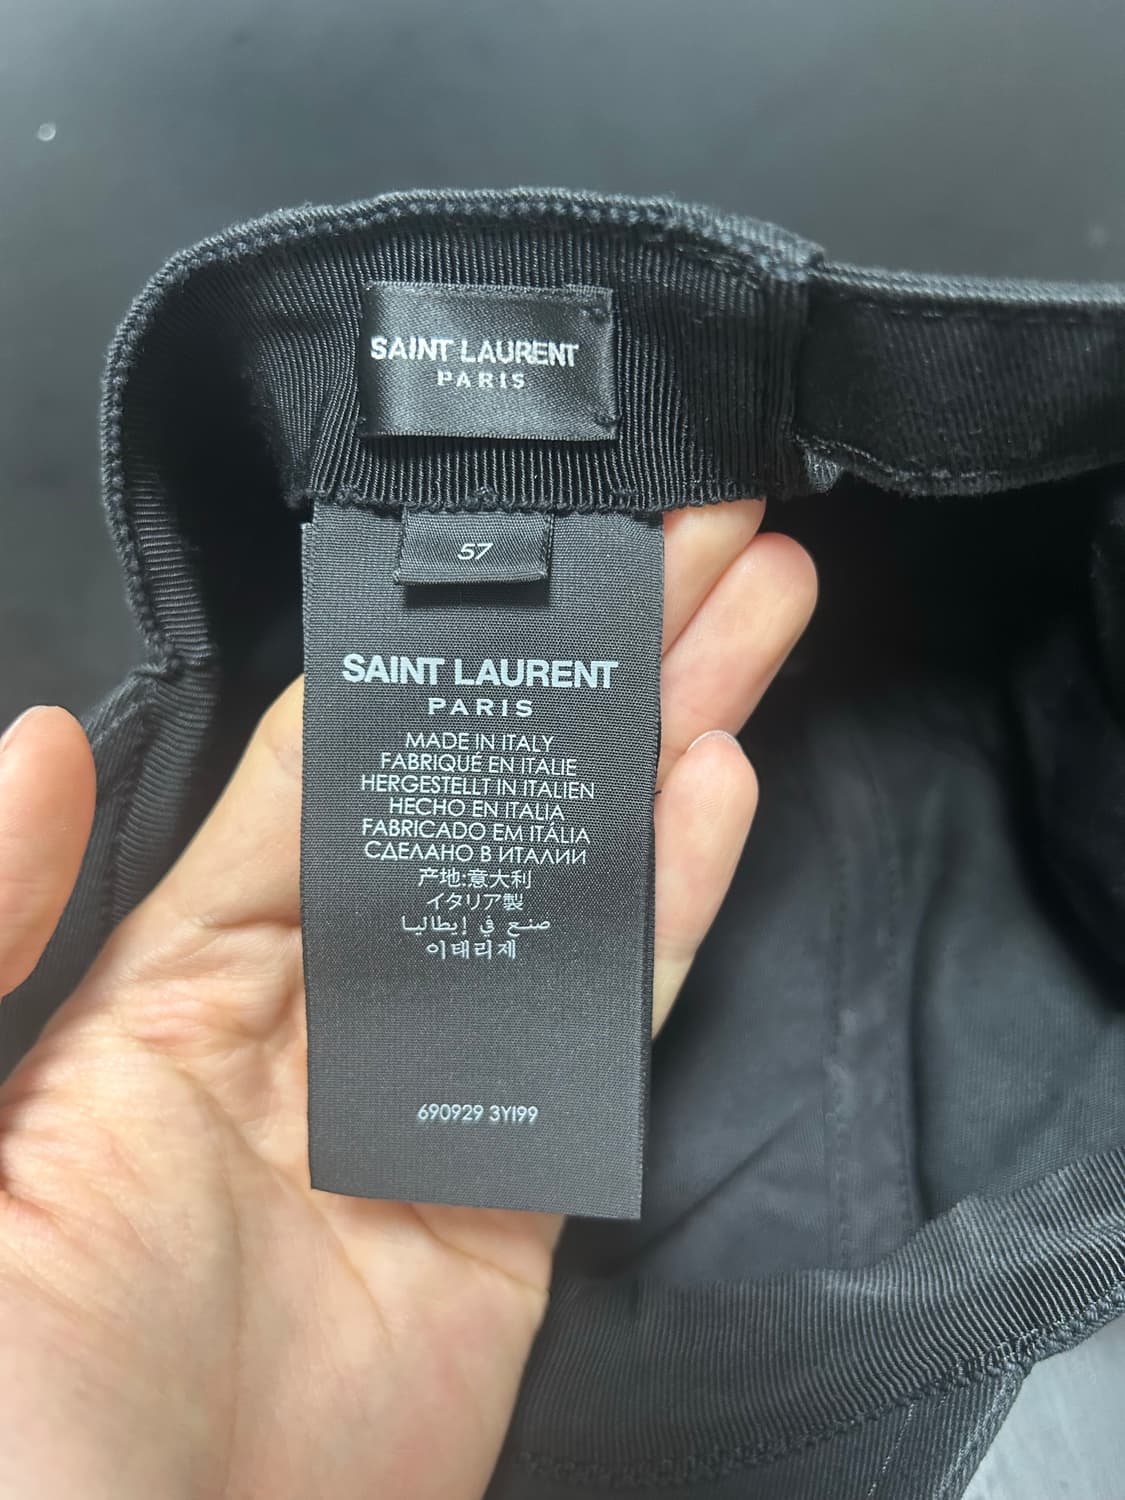 SAINT LAURENT
PARIS
57
SAINT LAURENT
PARIS
MADE IN ITALY
FABRIQUÉ EN ITALIE
HERGESTELLT IN ITALIEN
HECHO EN ITALIA
FABRICADO EM ITÁLIA
СДЕЛАНО В ИТАЛИИ
产地:意大利
イタリア製
صنع في إيطاليا
이태리제
690929 3YI99